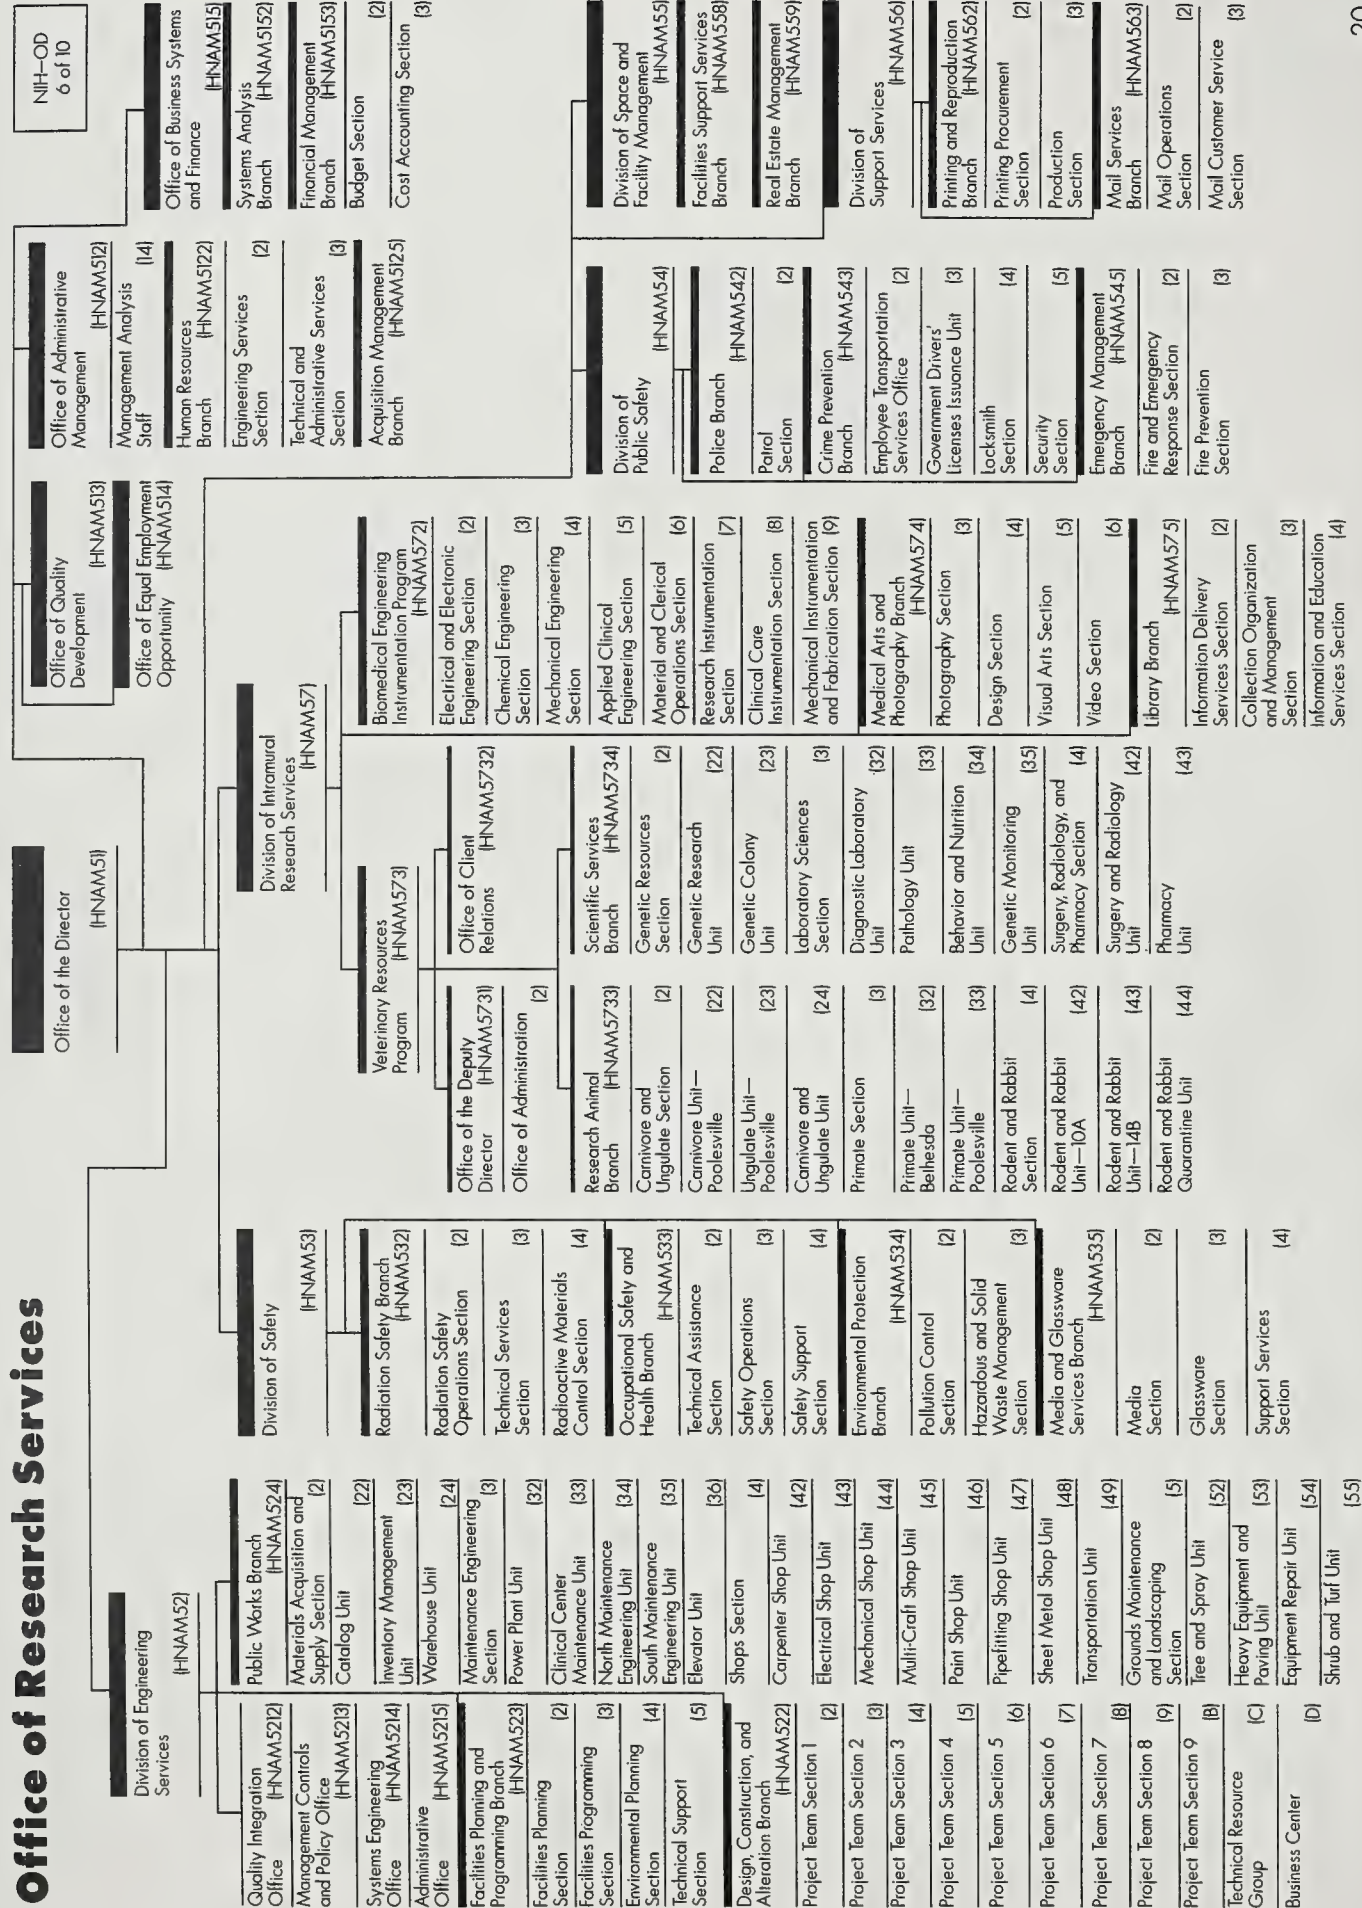 Office of Research Services
NIH–OD
6 of 10
Office of the Director
(HNAM51)
Office of Quality
Development
(HNAM513)
Office of Equal Employment
Opportunity (HNAM514)
Office of Administrative
Management
(HNAM512)
Management Analysis
Staff (14)
Human Resources
Branch (HNAM5122)
Engineering Services
Section (2)
Technical and
Administrative Services
Section (3)
Acquisition Management
Branch (HNAM5125)
Office of Business Systems
and Finance
(HNAM515)
Systems Analysis
Branch (HNAM5152)
Financial Management
Branch (HNAM5153)
Budget Section (2)
Cost Accounting Section (3)
Division of Engineering
Services
(HNAM52)
Quality Integration
Office (HNAM5212)
Management Controls
and Policy Office
(HNAM5213)
Systems Engineering
Office (HNAM5214)
Administrative
Office (HNAM5215)
Facilities Planning and
Programming Branch
(HNAM523)
Facilities Planning
Section (2)
Facilities Programming
Section (3)
Environmental Planning
Section (4)
Technical Support
Section (5)
Design, Construction, and
Alteration Branch
(HNAM522)
Project Team Section 1 (2)
Project Team Section 2 (3)
Project Team Section 3 (4)
Project Team Section 4 (5)
Project Team Section 5 (6)
Project Team Section 6 (7)
Project Team Section 7 (8)
Project Team Section 8 (9)
Project Team Section 9 (B)
Technical Resource
Group (C)
Business Center (D)
Public Works Branch
(HNAM524)
Materials Acquisition and
Supply Section (2)
Catalog Unit (22)
Inventory Management
Unit (23)
Warehouse Unit (24)
Maintenance Engineering
Section (3)
Power Plant Unit (32)
Clinical Center
Maintenance Unit (33)
North Maintenance
Engineering Unit (34)
South Maintenance
Engineering Unit (35)
Elevator Unit (36)
Shops Section (4)
Carpenter Shop Unit (42)
Electrical Shop Unit (43)
Mechanical Shop Unit (44)
Multi-Craft Shop Unit (45)
Paint Shop Unit (46)
Pipefitting Shop Unit (47)
Sheet Metal Shop Unit (48)
Transportation Unit (49)
Grounds Maintenance
and Landscaping
Section (5)
Tree and Spray Unit (52)
Heavy Equipment and
Paving Unit (53)
Equipment Repair Unit (54)
Shrub and Turf Unit (55)
Division of Safety
(HNAM53)
Radiation Safety Branch
(HNAM532)
Radiation Safety
Operations Section (2)
Technical Services
Section (3)
Radioactive Materials
Control Section (4)
Occupational Safety and
Health Branch (HNAM533)
Technical Assistance
Section (2)
Safety Operations
Section (3)
Safety Support
Section (4)
Environmental Protection
Branch (HNAM534)
Pollution Control
Section (2)
Hazardous and Solid
Waste Management
Section (3)
Media and Glassware
Services Branch
(HNAM535)
Media
Section (2)
Glassware
Section (3)
Support Services
Section (4)
Division of Intramural
Research Services
(HNAM57)
Veterinary Resources
Program (HNAM573)
Office of the Deputy
Director (HNAM5731)
Office of Administration
(2)
Office of Client
Relations (HNAM5732)
Research Animal
Branch (HNAM5733)
Carnivore and
Ungulate Section (2)
Carnivore Unit—
Poolesville (22)
Ungulate Unit—
Poolesville (23)
Carnivore and
Ungulate Unit (24)
Primate Section (3)
Primate Unit—
Bethesda (32)
Primate Unit—
Poolesville (33)
Rodent and Rabbit
Section (4)
Rodent and Rabbit
Unit—10A (42)
Rodent and Rabbit
Unit—14B (43)
Rodent and Rabbit
Quarantine Unit (44)
Scientific Services
Branch (HNAM5734)
Genetic Resources
Section (2)
Genetic Research
Unit (22)
Genetic Colony
Unit (23)
Laboratory Sciences
Section (3)
Diagnostic Laboratory
Unit (32)
Pathology Unit (33)
Behavior and Nutrition
Unit (34)
Genetic Monitoring
Unit (35)
Surgery, Radiology, and
Pharmacy Section (4)
Surgery and Radiology
Unit (42)
Pharmacy
Unit (43)
Biomedical Engineering
Instrumentation Program
(HNAM572)
Electrical and Electronic
Engineering Section (2)
Chemical Engineering
Section (3)
Mechanical Engineering
Section (4)
Applied Clinical
Engineering Section (5)
Material and Clerical
Operations Section (6)
Research Instrumentation
Section (7)
Clinical Care
Instrumentation Section (8)
Mechanical Instrumentation
and Fabrication Section (9)
Medical Arts and
Photography Branch
(HNAM574)
Photography Section (3)
Design Section (4)
Visual Arts Section (5)
Video Section (6)
Library Branch
(HNAM575)
Information Delivery
Services Section (2)
Collection Organization
and Management
Section (3)
Information and Education
Services Section (4)
Division of
Public Safety
(HNAM54)
Police Branch
(HNAM542)
Patrol
Section (2)
Crime Prevention
Branch (HNAM543)
Employee Transportation
Services Office (2)
Government Drivers'
Licenses Issuance Unit (3)
Locksmith
Section (4)
Security
Section (5)
Emergency Management
Branch (HNAM545)
Fire and Emergency
Response Section (2)
Fire Prevention
Section (3)
Division of Space and
Facility Management
(HNAM55)
Facilities Support Services
Branch (HNAM558)
Real Estate Management
Branch (HNAM559)
Division of
Support Services
(HNAM56)
Printing and Reproduction
Branch (HNAM562)
Printing Procurement
Section (2)
Production
Section (3)
Mail Services
Branch (HNAM563)
Mail Operations
Section (2)
Mail Customer Service
Section (3)